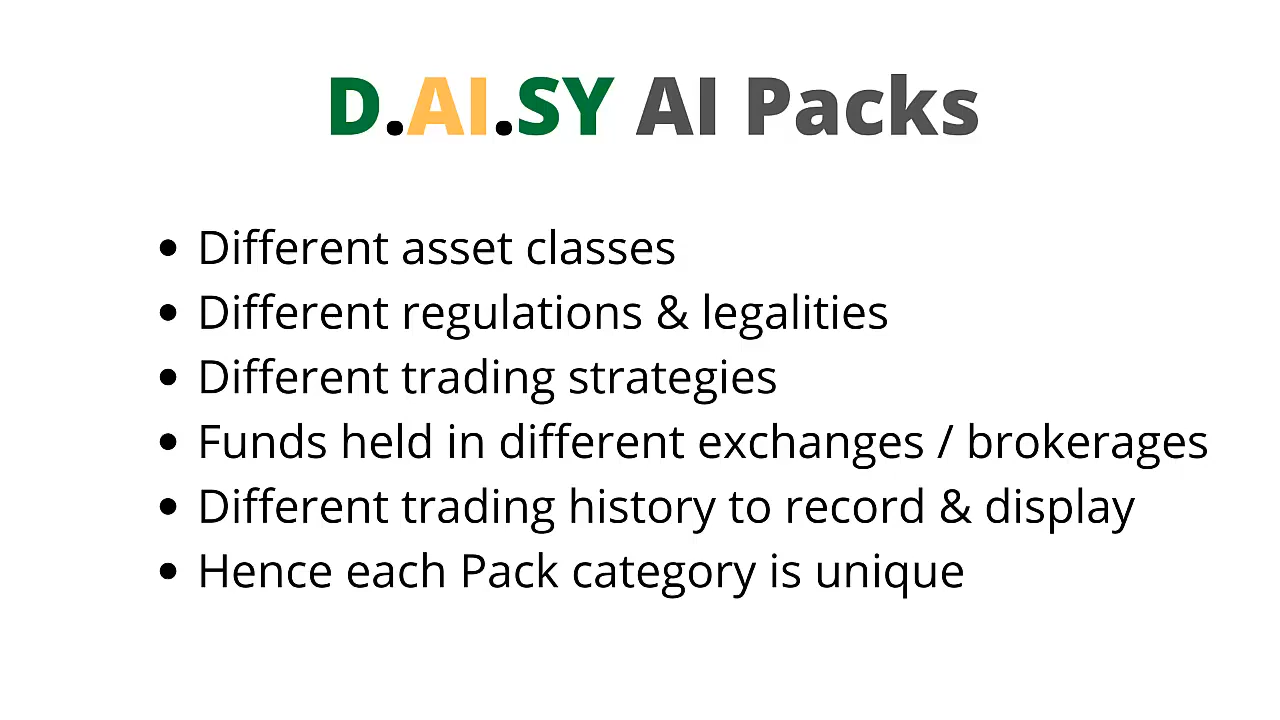 D.AI.SY AI Packs
• Different asset classes
• Different regulations & legalities
• Different trading strategies
• Funds held in different exchanges / brokerages
• Different trading history to record & display
• Hence each Pack category is unique